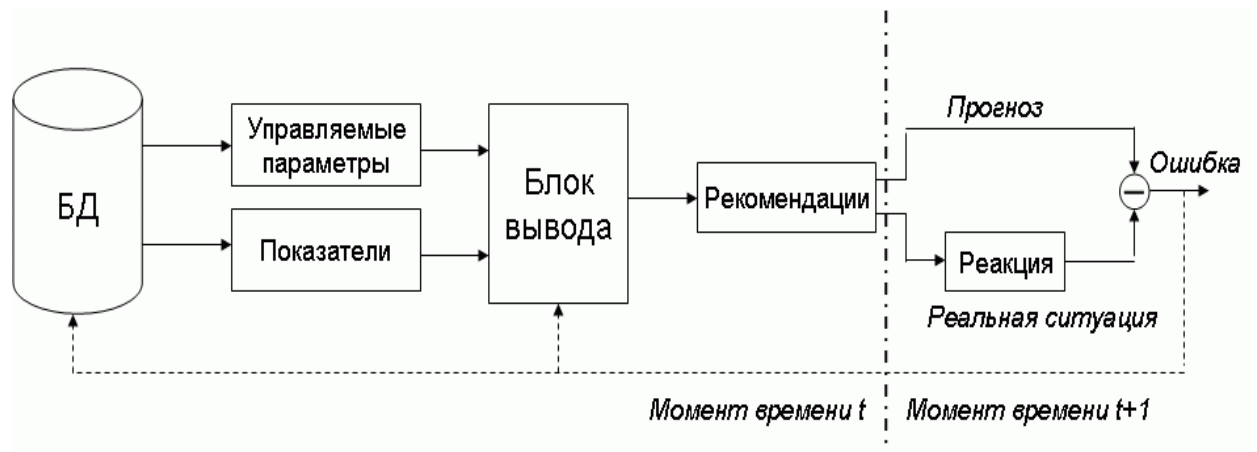 БД
Управляемые
параметры
Показатели
Блок
вывода
Рекомендации
Прогноз
Ошибка
Реакция
Реальная ситуация
Момент времени t
Момент времени t+1